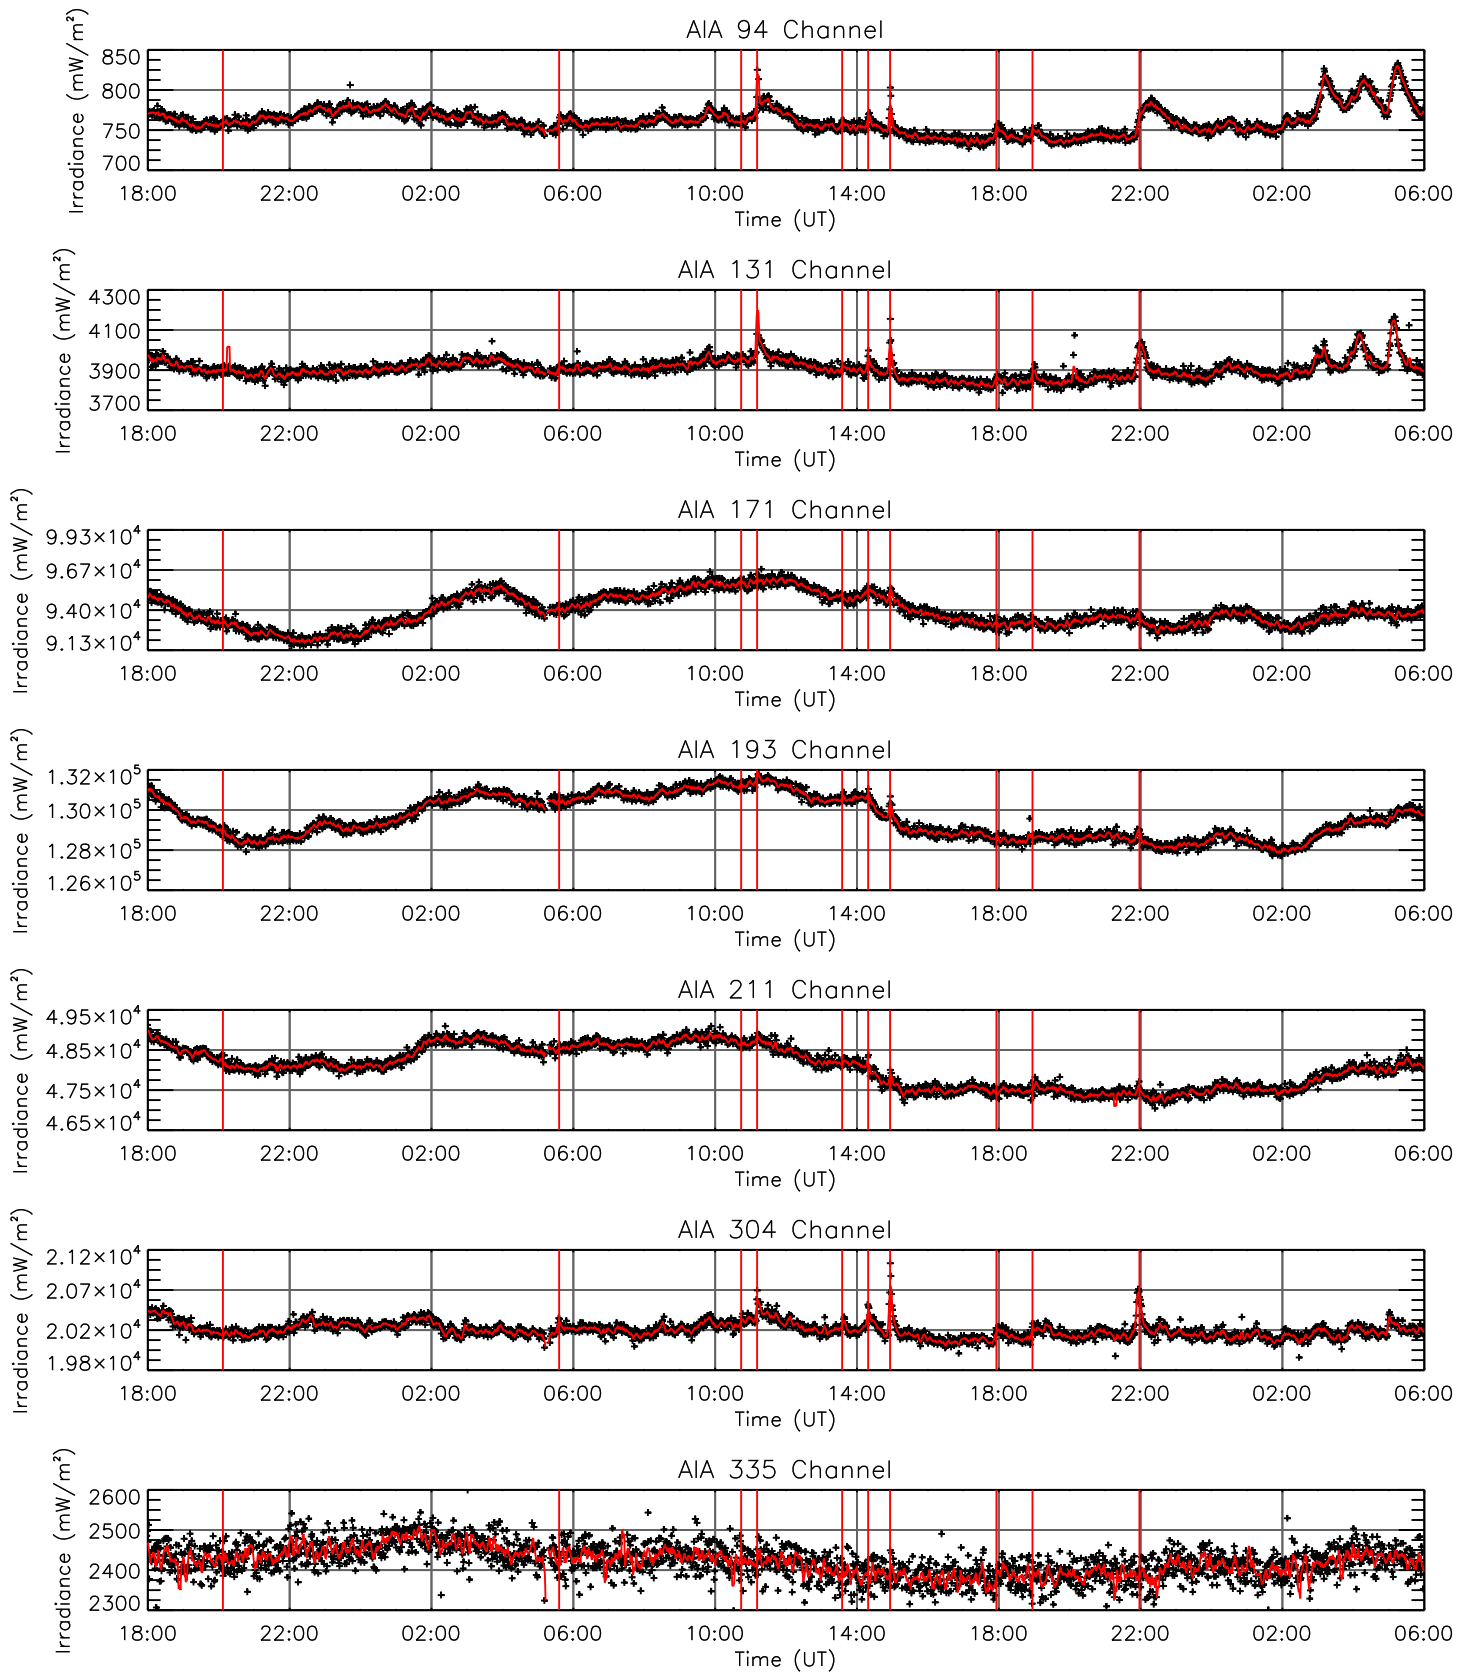 AIA 94 Channel
Irradiance (mW/m²)
850
800
750
700
18:00 22:00 02:00 06:00 10:00 14:00 18:00 22:00 02:00 06:00
Time (UT)
AIA 131 Channel
Irradiance (mW/m²)
4300
4100
3900
3700
18:00 22:00 02:00 06:00 10:00 14:00 18:00 22:00 02:00 06:00
Time (UT)
AIA 171 Channel
Irradiance (mW/m²)
9.93×10⁴
9.67×10⁴
9.40×10⁴
9.13×10⁴
18:00 22:00 02:00 06:00 10:00 14:00 18:00 22:00 02:00 06:00
Time (UT)
AIA 193 Channel
Irradiance (mW/m²)
1.32×10⁵
1.30×10⁵
1.28×10⁵
1.26×10⁵
18:00 22:00 02:00 06:00 10:00 14:00 18:00 22:00 02:00 06:00
Time (UT)
AIA 211 Channel
Irradiance (mW/m²)
4.95×10⁴
4.85×10⁴
4.75×10⁴
4.65×10⁴
18:00 22:00 02:00 06:00 10:00 14:00 18:00 22:00 02:00 06:00
Time (UT)
AIA 304 Channel
Irradiance (mW/m²)
2.12×10⁴
2.07×10⁴
2.02×10⁴
1.98×10⁴
18:00 22:00 02:00 06:00 10:00 14:00 18:00 22:00 02:00 06:00
Time (UT)
AIA 335 Channel
Irradiance (mW/m²)
2600
2500
2400
2300
18:00 22:00 02:00 06:00 10:00 14:00 18:00 22:00 02:00 06:00
Time (UT)